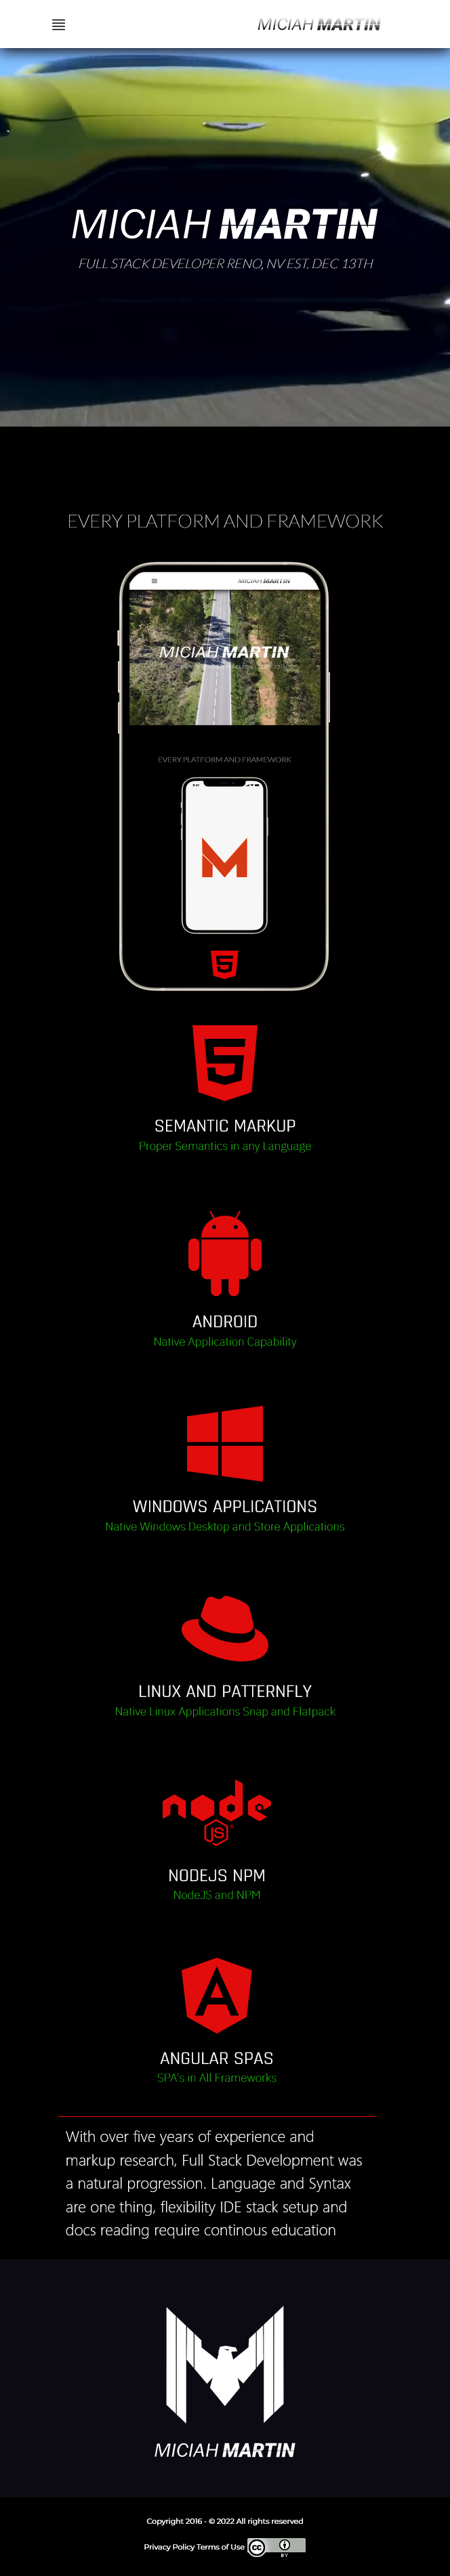 MICIAH MARTIN
MICIAH MARTIN
FULL STACK DEVELOPER RENO, NV EST. DEC 13TH
EVERY PLATFORM AND FRAMEWORK
MICIAH MARTIN
MICIAH MARTIN
EVERY PLATFORM AND FRAMEWORK
SEMANTIC MARKUP
Proper Semantics in any Language
ANDROID
Native Application Capability
WINDOWS APPLICATIONS
Native Windows Desktop and Store Applications
LINUX AND PATTERNFLY
Native Linux Applications Snap and Flatpack
node
JS
NODEJS NPM
NodeJS and NPM
ANGULAR SPAS
SPA's in All Frameworks
With over five years of experience and
markup research, Full Stack Development was
a natural progression. Language and Syntax
are one thing, flexibility IDE stack setup and
docs reading require continous education
MICIAH MARTIN
Copyright 2016 - © 2022 All rights reserved
Privacy Policy Terms of Use cc BY